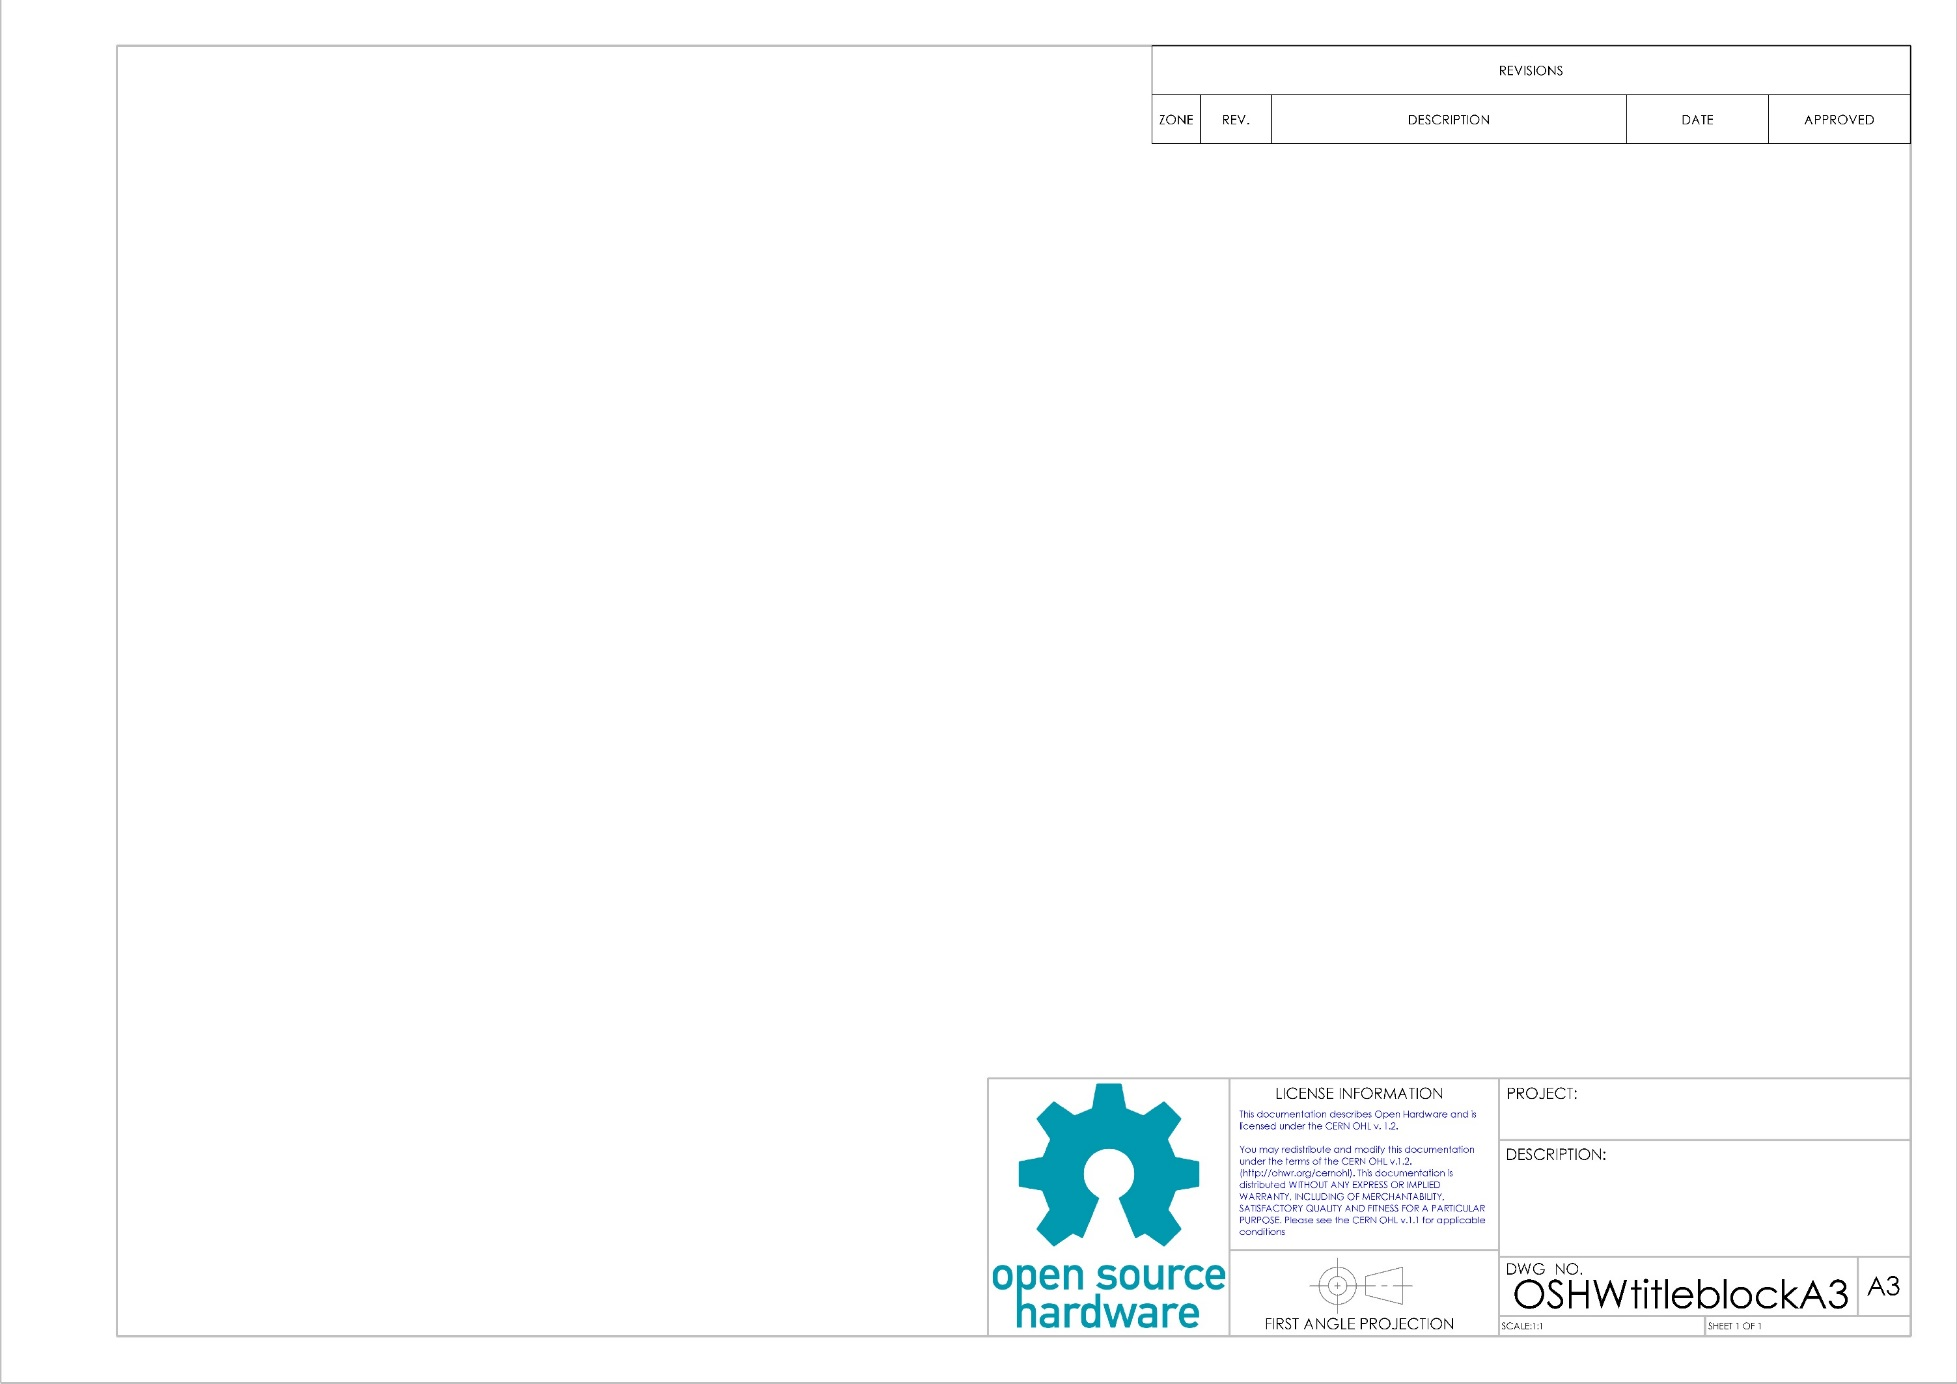 REVISIONS
ZONE REV. DESCRIPTION DATE APPROVED
open source
hardware
LICENSE INFORMATION
This documentation describes Open Hardware and is
licensed under the CERN OHL v. 1.2.
You may redistribute and modify this documentation
under the terms of the CERN OHL v.1.2.
(http://ohwr.org/cernohl). This documentation is
distributed WITHOUT ANY EXPRESS OR IMPLIED
WARRANTY, INCLUDING OF MERCHANTABILITY,
SATISFACTORY QUALITY AND FITNESS FOR A PARTICULAR
PURPOSE. Please see the CERN OHL v.1.1 for applicable
conditions
FIRST ANGLE PROJECTION
PROJECT:
DESCRIPTION:
DWG NO.
OSHWtitleblockA3
A3
SCALE:1:1
SHEET 1 OF 1